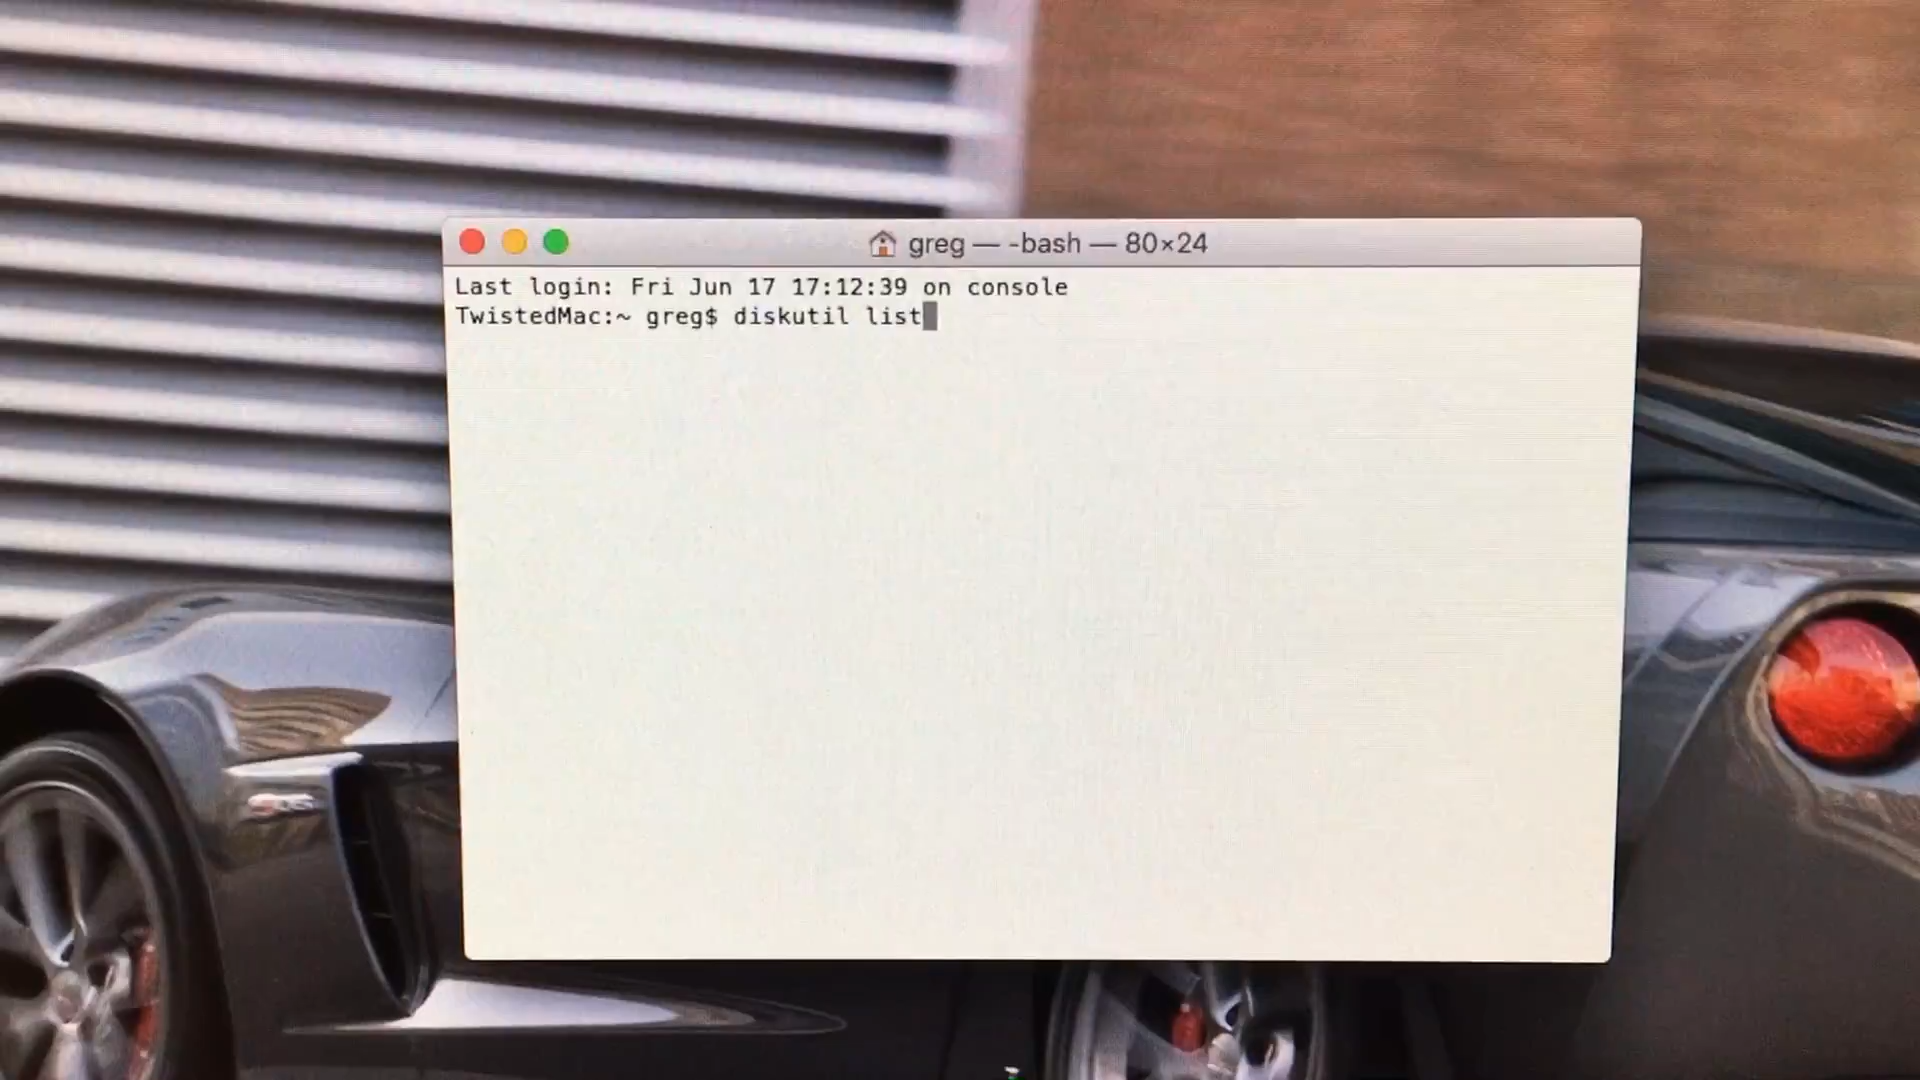 greg — -bash — 80×24
Last login: Fri Jun 17 17:12:39 on console
TwistedMac:~ greg$ diskutil list